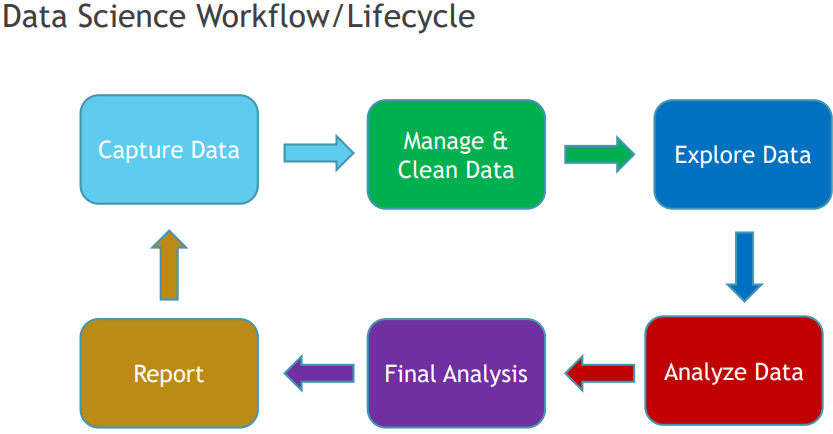 Data Science Workflow/Lifecycle
Capture Data
Manage &
Clean Data
Explore Data
Analyze Data
Final Analysis
Report